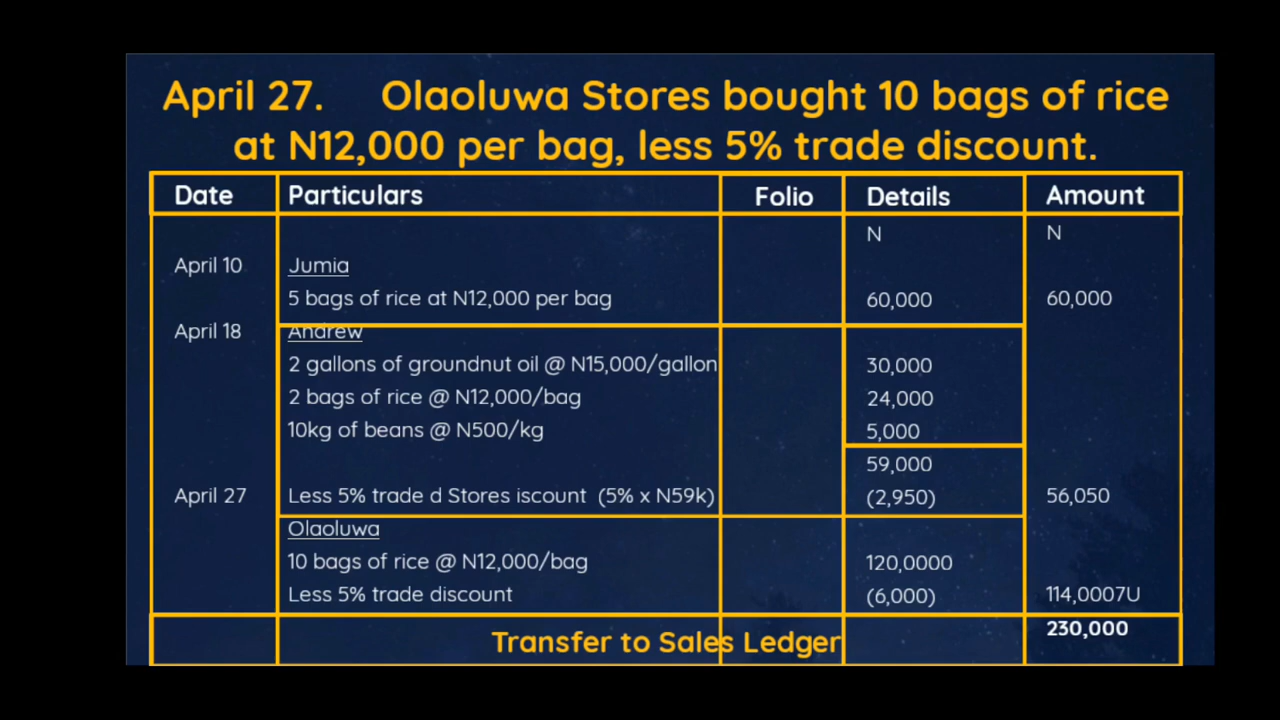 April 27. Olaoluwa Stores bought 10 bags of rice
at N12,000 per bag, less 5% trade discount.
Date Particulars Folio Details Amount
N N
April 10 Jumia
5 bags of rice at N12,000 per bag 60,000 60,000
April 18 Andrew
2 gallons of groundnut oil @ N15,000/gallon 30,000
2 bags of rice @ N12,000/bag 24,000
10kg of beans @ N500/kg 5,000
59,000
April 27 Less 5% trade d Stores iscount (5% x N59k) (2,950) 56,050
Olaoluwa
10 bags of rice @ N12,000/bag 120,0000
Less 5% trade discount (6,000) 114,0007U
230,000
Transfer to Sales Ledger